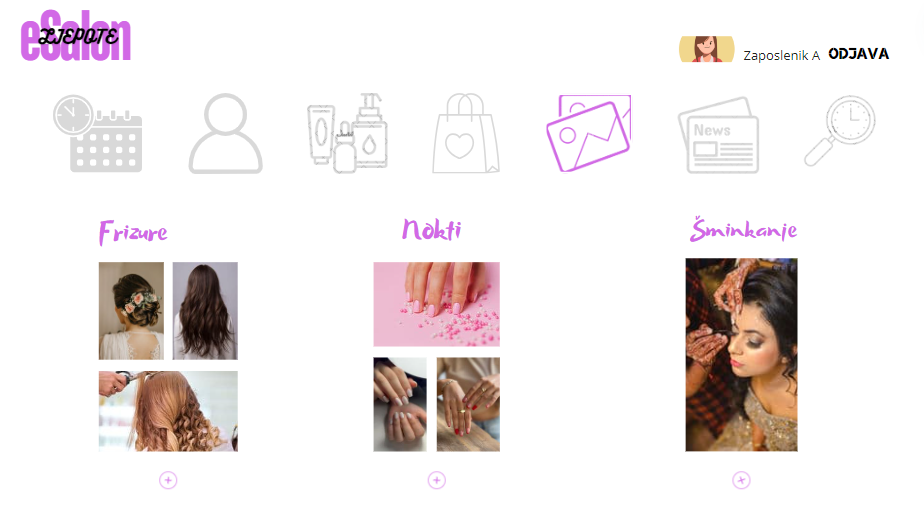 eSalon
LJEPOTE
Zaposlenik A ODJAVA
News
Frizure
Nokti
Šminkanje